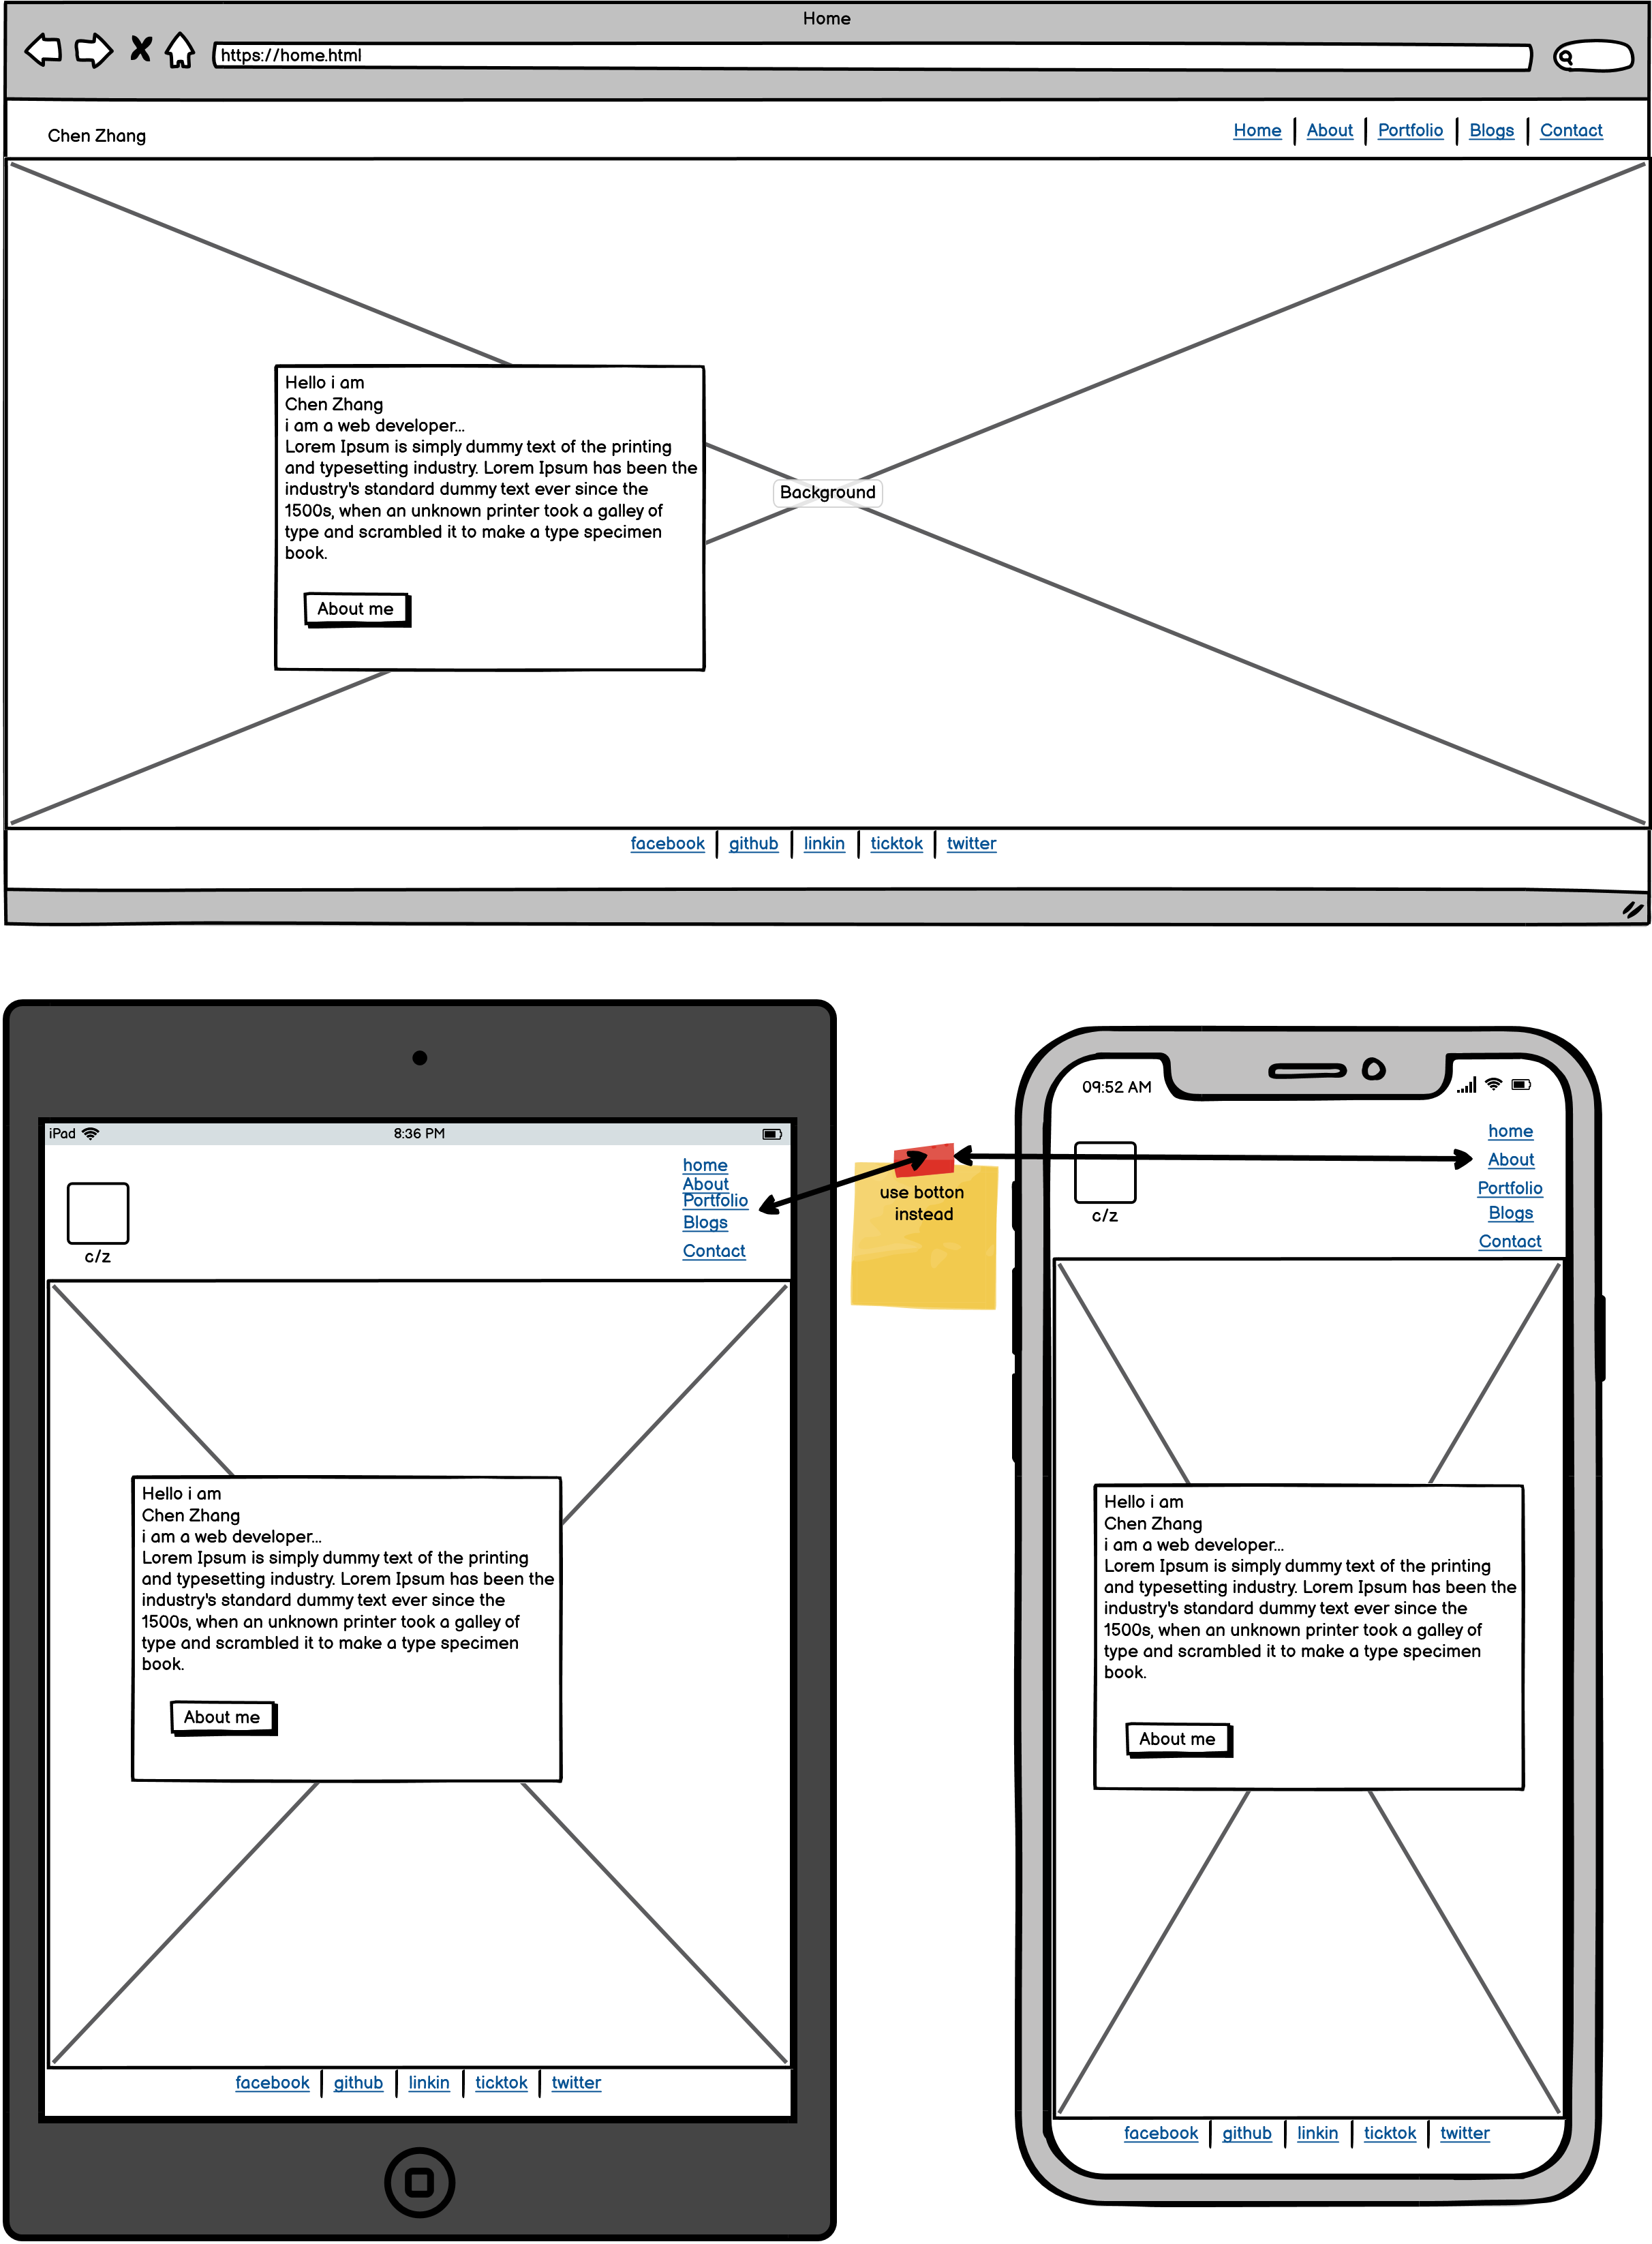 Home
https://home.html
Chen Zhang
Home About Portfolio Blogs Contact
Hello i am
Chen Zhang
i am a web developer...
Lorem Ipsum is simply dummy text of the printing
and typesetting industry. Lorem Ipsum has been the
industry's standard dummy text ever since the
1500s, when an unknown printer took a galley of
type and scrambled it to make a type specimen
book.
About me
Background
facebook github linkin ticktok twitter
iPad 8:36 PM
home
About
Portfolio
Blogs
Contact
c/z
Hello i am
Chen Zhang
i am a web developer...
Lorem Ipsum is simply dummy text of the printing
and typesetting industry. Lorem Ipsum has been the
industry's standard dummy text ever since the
1500s, when an unknown printer took a galley of
type and scrambled it to make a type specimen
book.
About me
facebook github linkin ticktok twitter
use botton
instead
09:52 AM
home
About
Portfolio
Blogs
Contact
c/z
Hello i am
Chen Zhang
i am a web developer...
Lorem Ipsum is simply dummy text of the printing
and typesetting industry. Lorem Ipsum has been the
industry's standard dummy text ever since the
1500s, when an unknown printer took a galley of
type and scrambled it to make a type specimen
book.
About me
facebook github linkin ticktok twitter